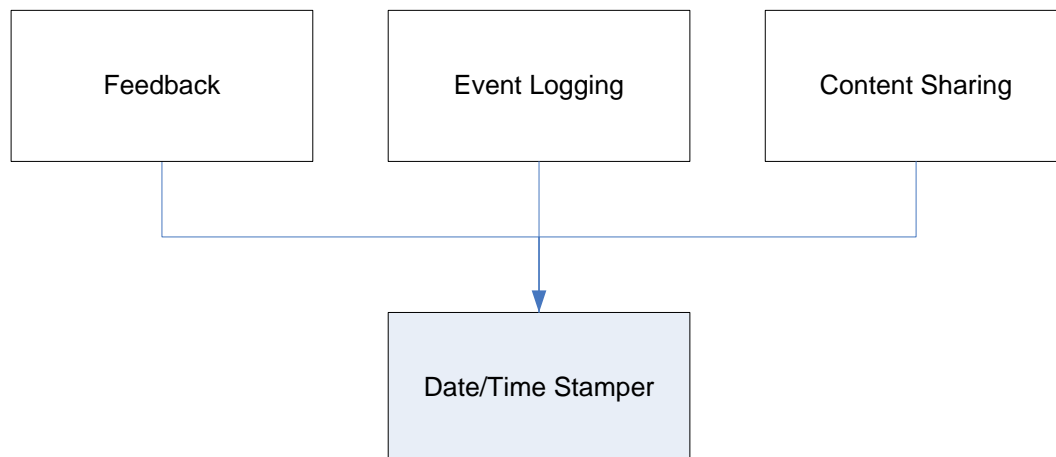 Feedback
Event Logging
Content Sharing
Date/Time Stamper